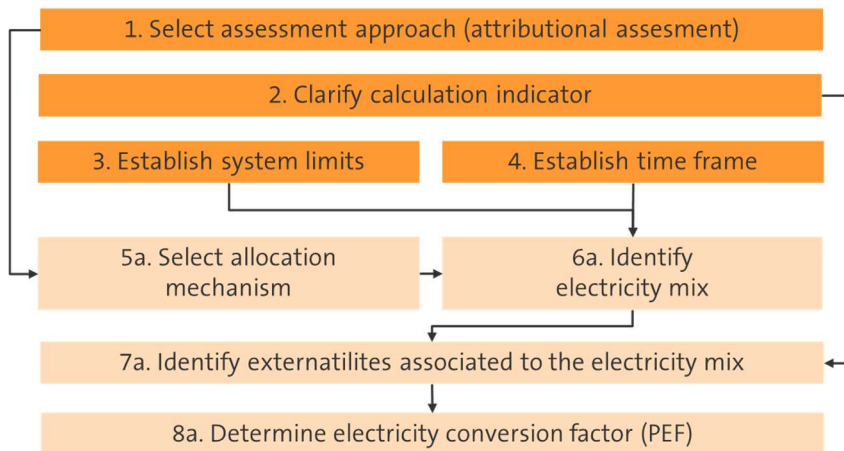 1. Select assessment approach (attributional assesment)
2. Clarify calculation indicator
3. Establish system limits
4. Establish time frame
5a. Select allocation
mechanism
6a. Identify
electricity mix
7a. Identify externatilites associated to the electricity mix
8a. Determine electricity conversion factor (PEF)